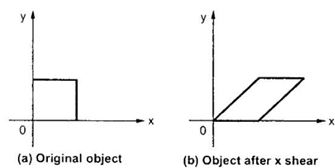 y
y
x
x
0
0
(a) Original object
(b) Object after x shear